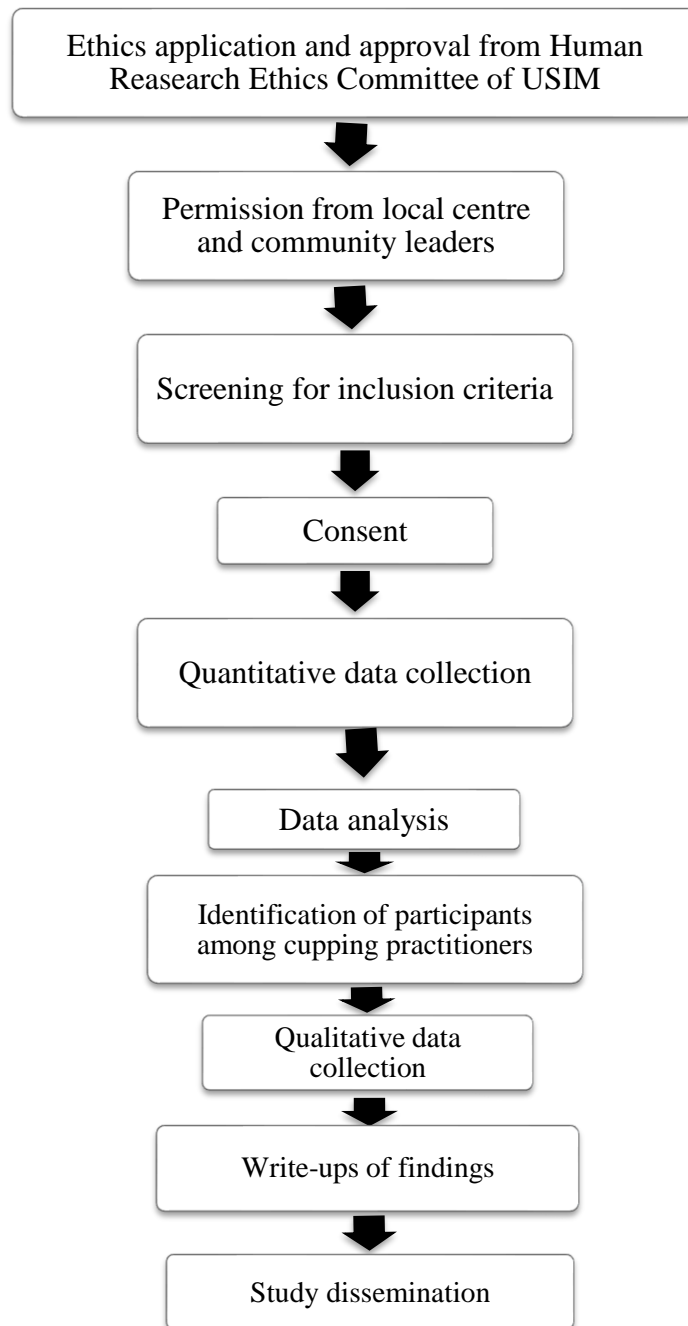 Ethics application and approval from Human
Reasearch Ethics Committee of USIM
Permission from local centre
and community leaders
Screening for inclusion criteria
Consent
Quantitative data collection
Data analysis
Identification of participants
among cupping practitioners
Qualitative data
collection
Write-ups of findings
Study dissemination